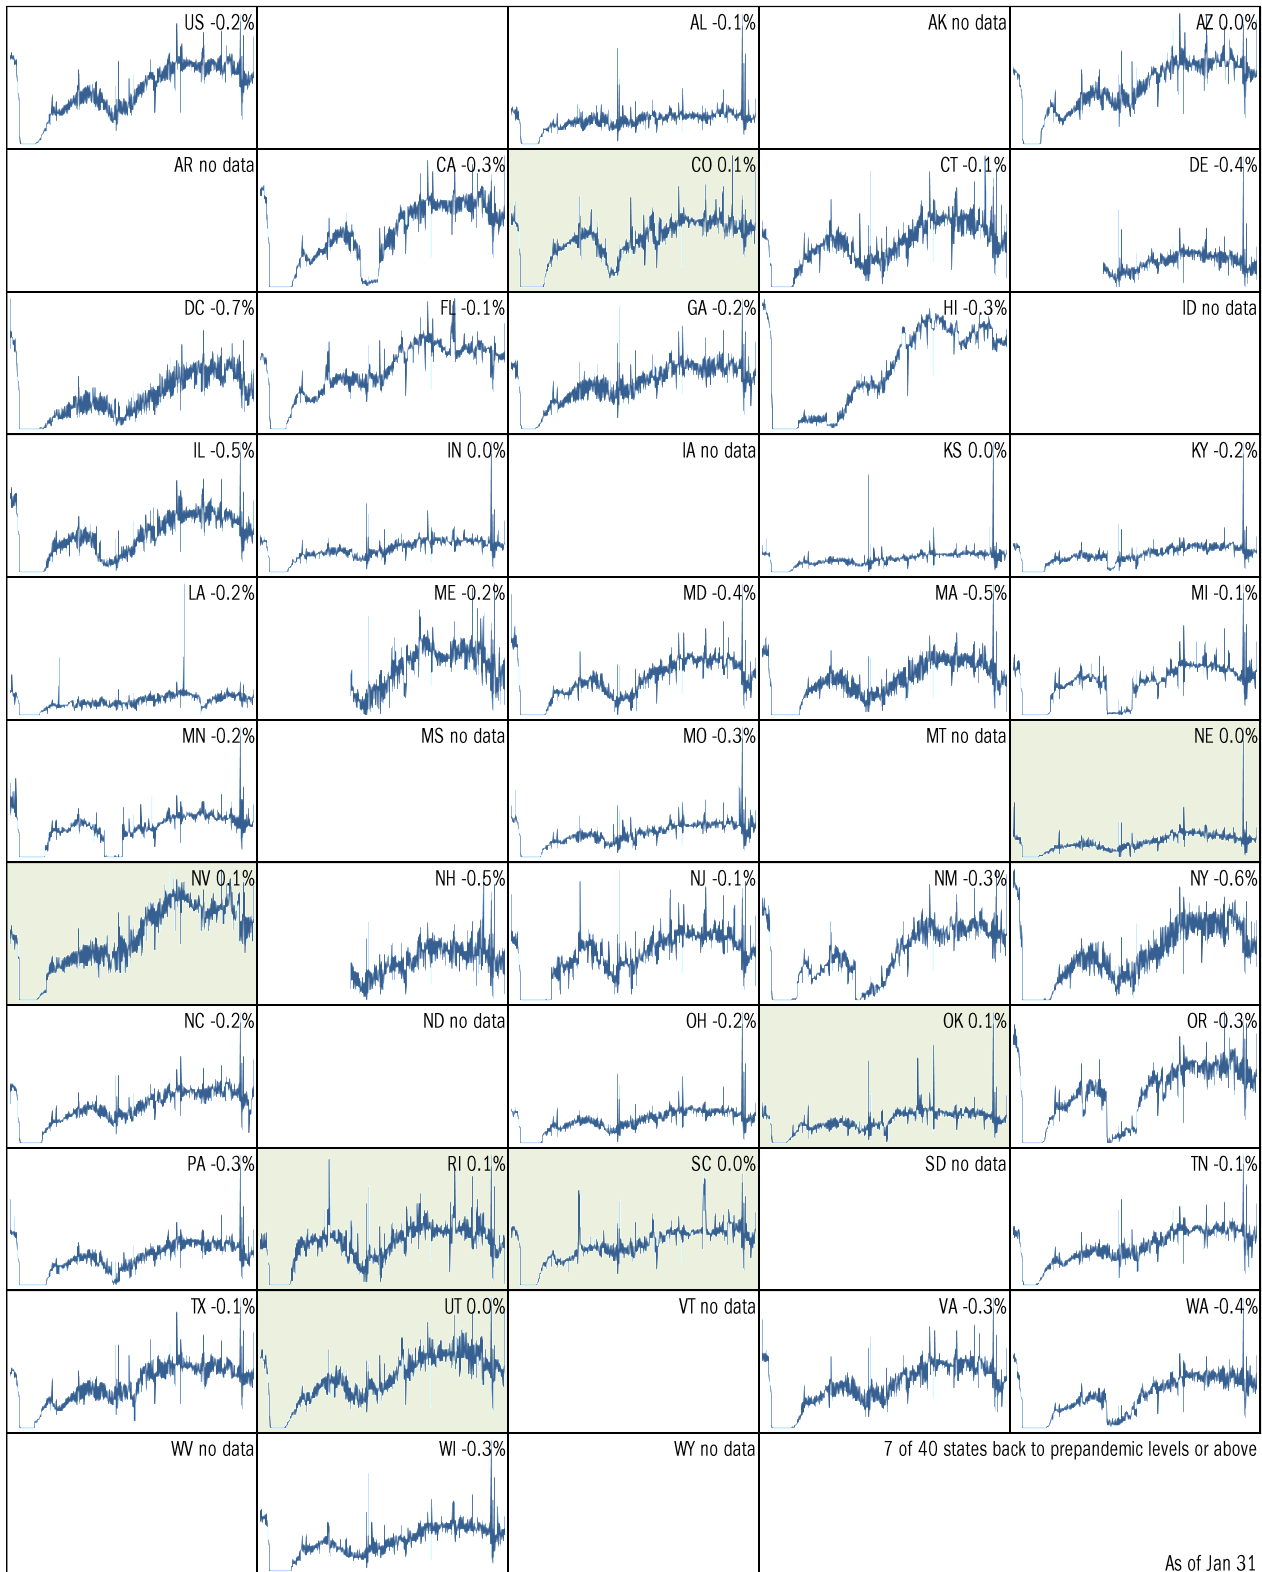 US -0.2%
AL -0.1%
AK no data
AZ 0.0%
AR no data
CA -0.3%
CO 0.1%
CT -0.1%
DE -0.4%
DC -0.7%
FL -0.1%
GA -0.2%
HI -0.3%
ID no data
IL -0.5%
IN 0.0%
IA no data
KS 0.0%
KY -0.2%
LA -0.2%
ME -0.2%
MD -0.4%
MA -0.5%
MI -0.1%
MN -0.2%
MS no data
MO -0.3%
MT no data
NE 0.0%
NV 0.1%
NH -0.5%
NJ -0.1%
NM -0.3%
NY -0.6%
NC -0.2%
ND no data
OH -0.2%
OK 0.1%
OR -0.3%
PA -0.3%
RI 0.1%
SC 0.0%
SD no data
TN -0.1%
TX -0.1%
UT 0.0%
VT no data
VA -0.3%
WA -0.4%
WV no data
WI -0.3%
WY no data
7 of 40 states back to prepandemic levels or above
As of Jan 31